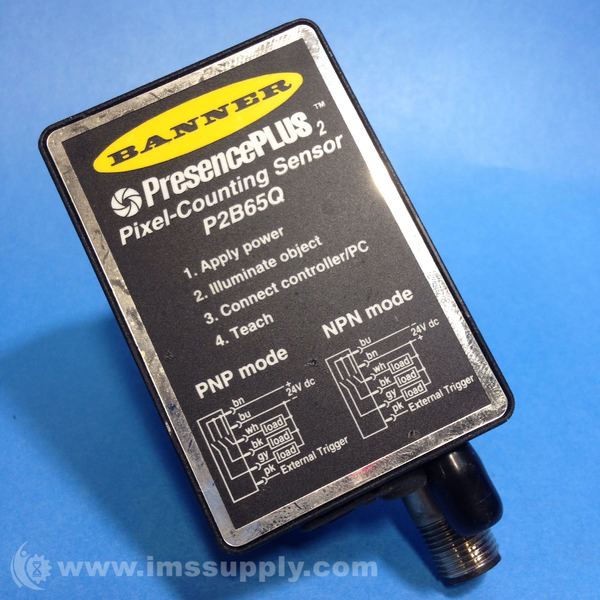 BANNER
PresencePLUS™ 2
Pixel-Counting Sensor
P2B65Q
1. Apply power
2. Illuminate object
3. Connect controller/PC
4. Teach
PNP mode
bn
+
24V dc
bu
-
wh
load
bk
load
gy
load
pk
External Trigger
NPN mode
bu
-
24V dc
bn
+
wh
load
bk
load
gy
load
pk
External Trigger
www.imssupply.com